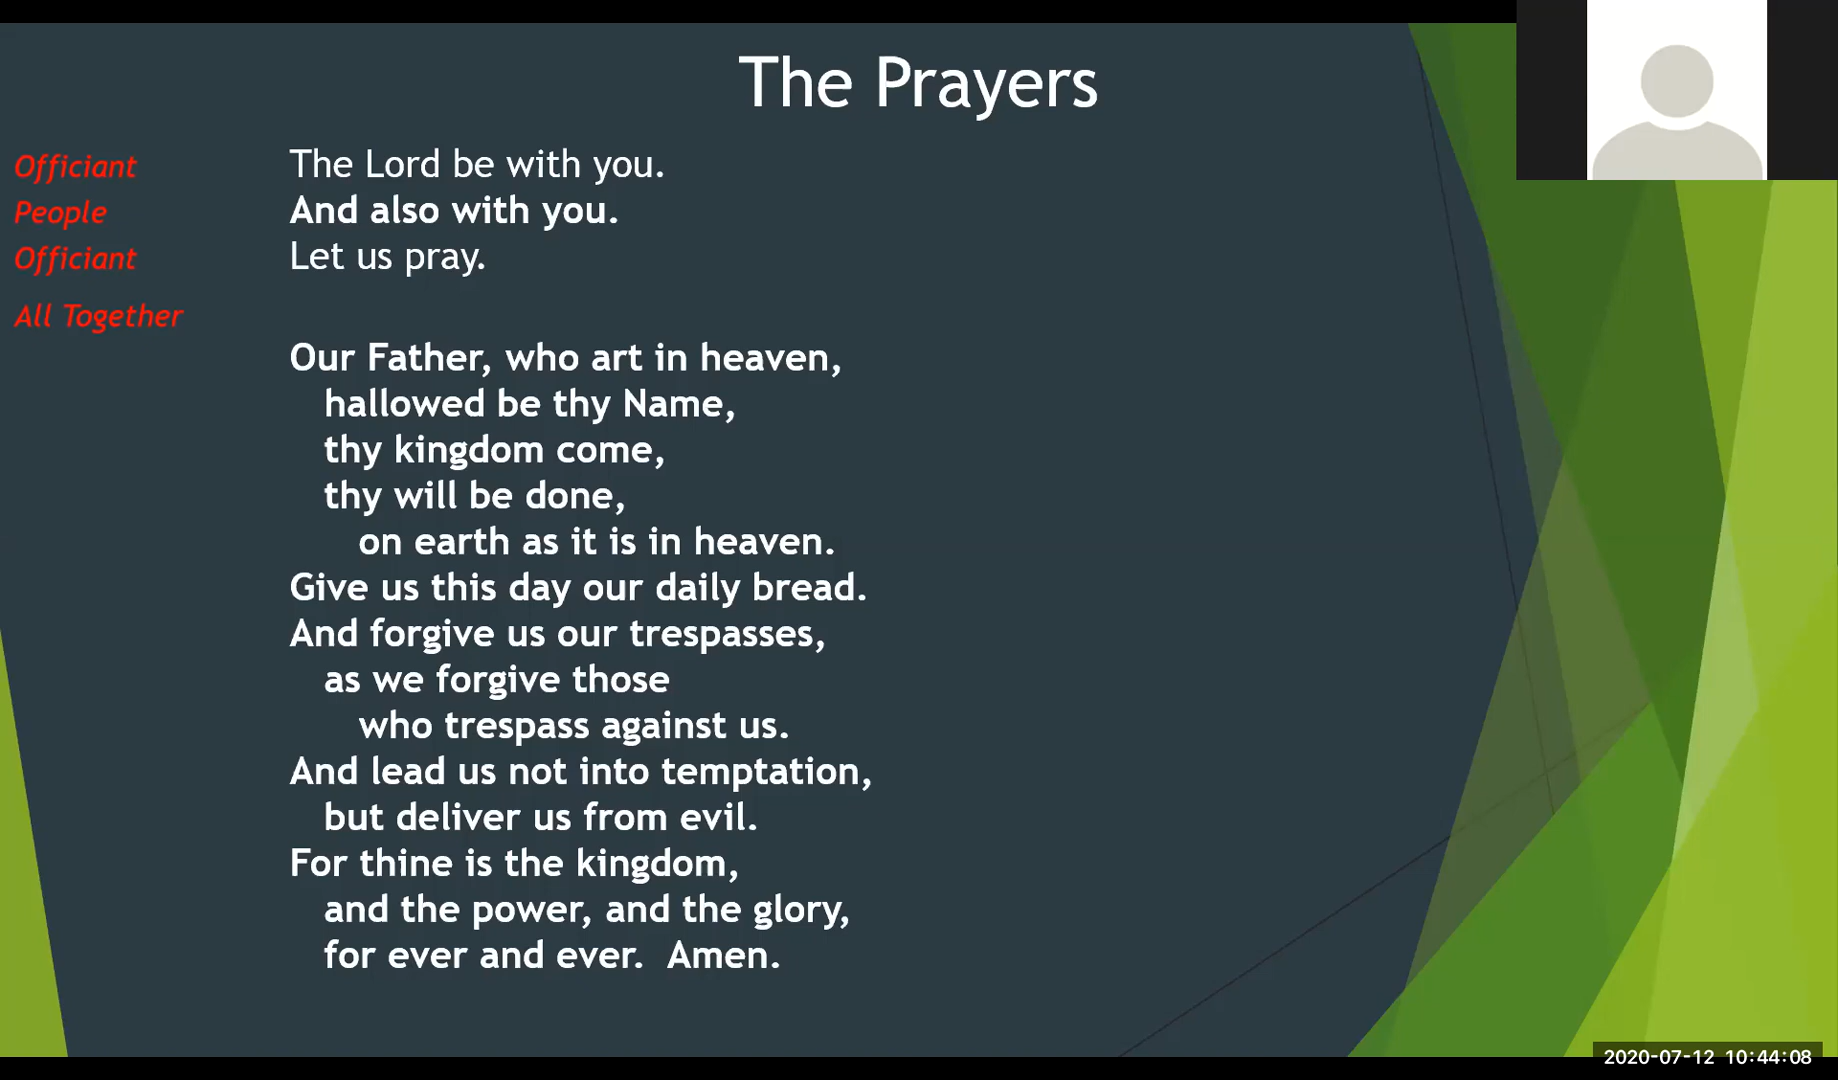 The Prayers
Officiant The Lord be with you.
People And also with you.
Officiant Let us pray.
All Together
Our Father, who art in heaven,
hallowed be thy Name,
thy kingdom come,
thy will be done,
on earth as it is in heaven.
Give us this day our daily bread.
And forgive us our trespasses,
as we forgive those
who trespass against us.
And lead us not into temptation,
but deliver us from evil.
For thine is the kingdom,
and the power, and the glory,
for ever and ever. Amen.
2020-07-12 10:44:08